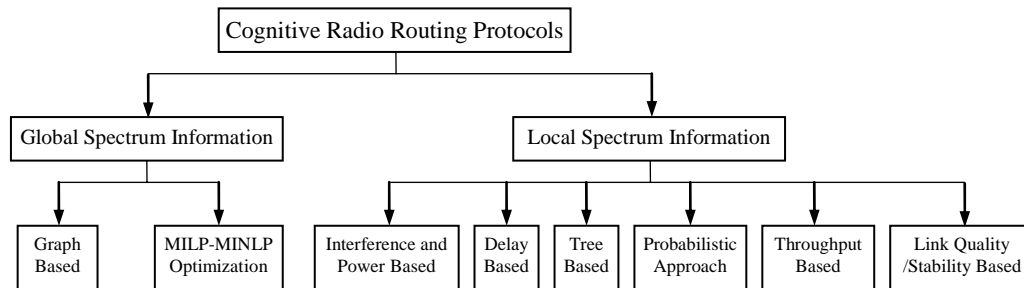 Cognitive Radio Routing Protocols
Global Spectrum Information
Local Spectrum Information
Graph
Based
MILP-MINLP
Optimization
Interference and
Power Based
Delay
Based
Tree
Based
Probabilistic
Approach
Throughput
Based
Link Quality
/Stability Based